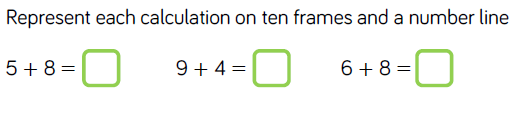 Represent each calculation on ten frames and a number line
5 + 8 = 9 + 4 = 6 + 8 =